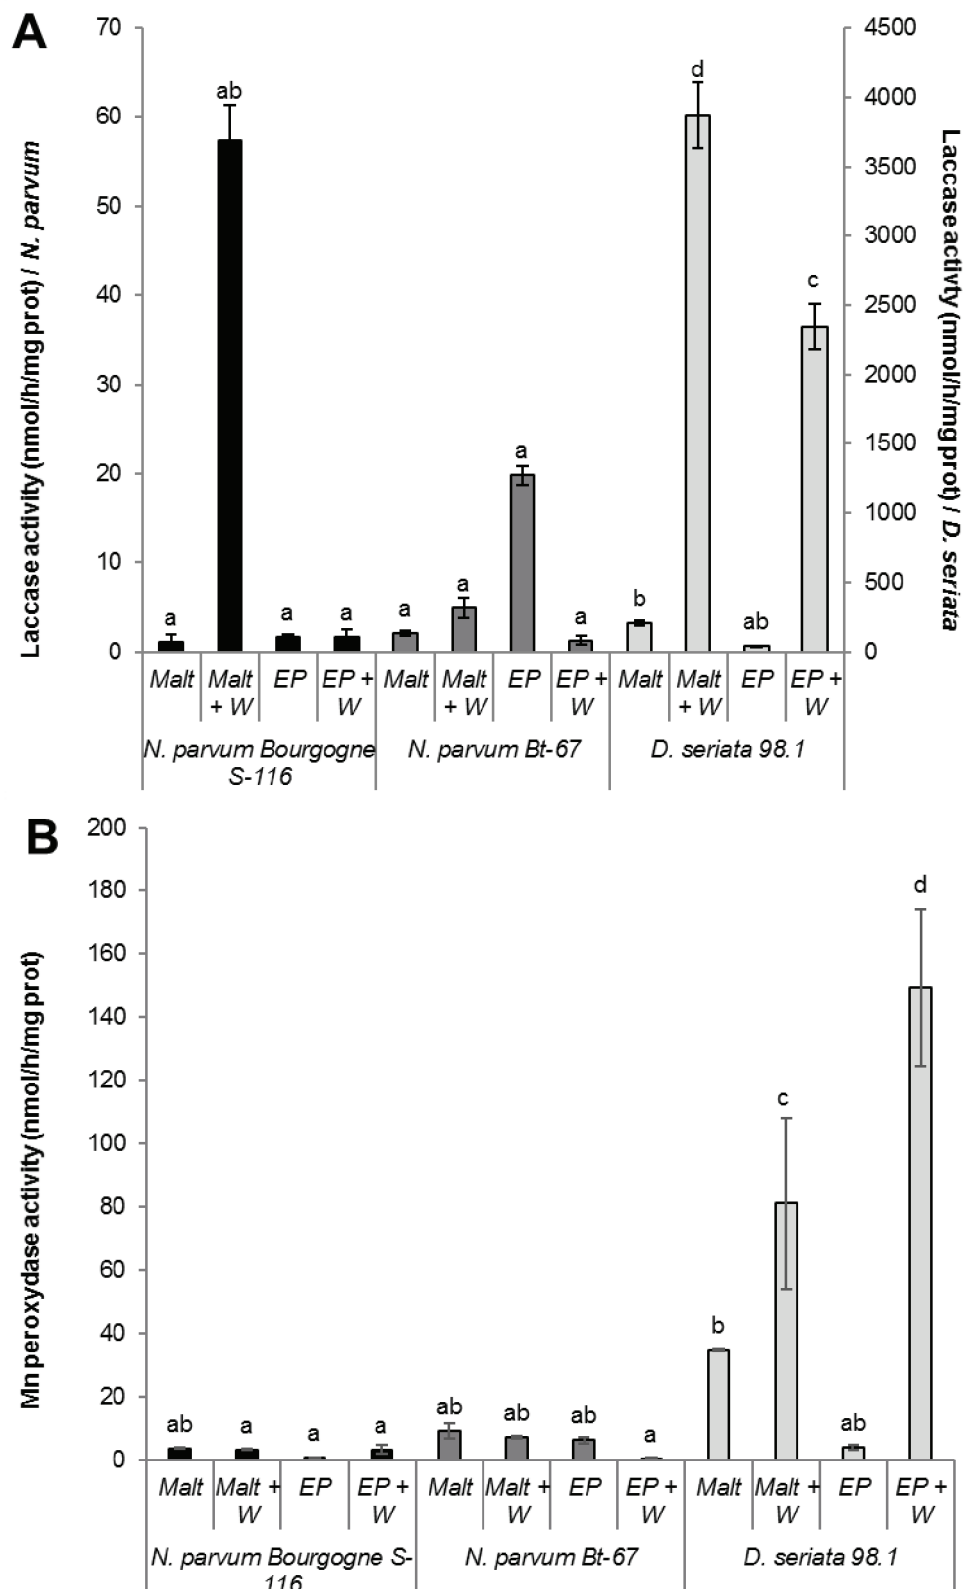 A
Laccase activity (nmol/h/mg prot) / N. parvum
70
60
50
40
30
20
10
0
4500
4000
3500
3000
2500
2000
1500
1000
500
0
Laccase activty (nmol/h/mg prot) / D. seriata
a
ab
a
a
a
a
a
a
b
d
ab
c
Malt
Malt
+ W
EP
EP +
W
Malt
Malt
+ W
EP
EP +
W
Malt
Malt
+ W
EP
EP +
W
N. parvum Bourgogne
S-116
N. parvum Bt-67
D. seriata 98.1
B
Mn peroxydase activity (nmol/h/mg prot)
200
180
160
140
120
100
80
60
40
20
0
ab
a
a
a
ab
ab
ab
a
b
c
ab
d
Malt
Malt +
W
EP
EP +
W
Malt
Malt +
W
EP
EP +
W
Malt
Malt +
W
EP
EP +
W
N. parvum Bourgogne S-
116
N. parvum Bt-67
D. seriata 98.1